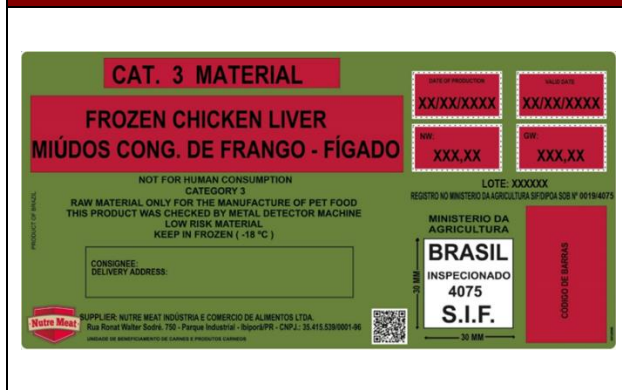 CAT. 3 MATERIAL
FROZEN CHICKEN LIVER
MIÚDOS CONG. DE FRANGO - FÍGADO
NOT FOR HUMAN CONSUMPTION
CATEGORY 3
RAW MATERIAL ONLY FOR THE MANUFACTURE OF PET FOOD
THIS PRODUCT WAS CHECKED BY METAL DETECTOR MACHINE
LOW RISK MATERIAL
KEEP IN FROZEN ( -18 ºC )
PRODUCT OF BRAZIL
CONSIGNEE:
DELIVERY ADDRESS:
Nutre Meat
SUPPLIER: NUTRE MEAT INDÚSTRIA E COMERCIO DE ALIMENTOS LTDA.
Rua Ronat Walter Sodré, 750 - Parque Industrial - Ibiporã/PR - CNPJ.: 35.415.539/0001-96
UNIDADE DE BENEFICIAMENTO DE CARNES E PRODUTOS CARNEOS
DATE OF PRODUCTION
XX/XX/XXXX
VALID DATE
XX/XX/XXXX
NW:
XXX,XX
GW:
XXX,XX
LOTE: XXXXXX
REGISTRO NO MINISTERIO DA AGRICULTURA SIF/DIPOA SOB Nº 0019/4075
MINISTERIO DA
AGRICULTURA
BRASIL
INSPECIONADO
4075
S.I.F.
30 MM
30 MM
CÓDIGO DE BARRAS